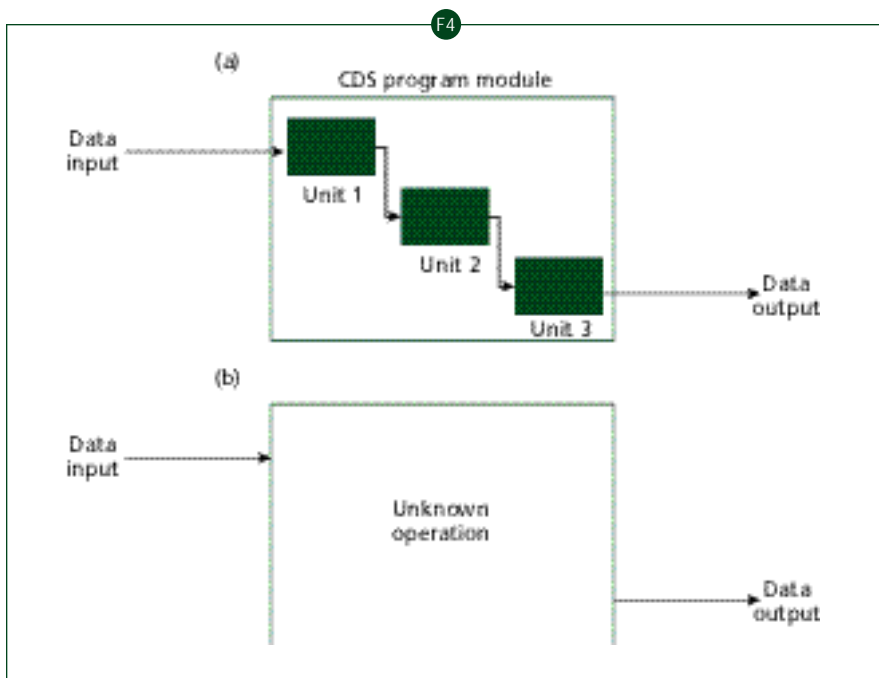 F4
(a)
CDS program module
Data
input
Unit 1
Unit 2
Unit 3
Data
output
(b)
Data
input
Unknown
operation
Data
output